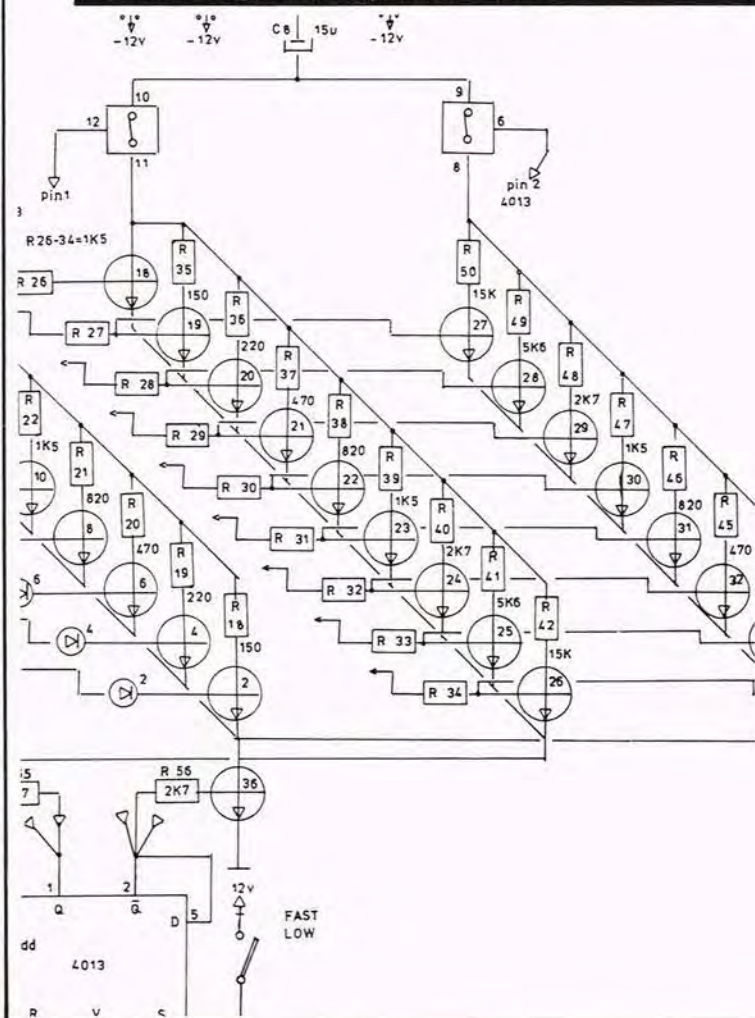 C8 15u
-12v -12v -12v
10 9
12 6
11 8
pin1 pin 2
4013
R26-34=1K5
R 26 18 R 35 R 50
150 15K
R 27 19 R 36 27 R 49
220 5K6
R 28 20 R 37 28 R 48
R 22 470 2K7
1K5 R 29 21 R 38 29 R 47
R 21 820 1K5
10 R 30 22 R 39 30 R 46
820 1K5 820
R 20 8 R 31 23 R 40 31 R 45
470 2K7 470
6 R 19 6 R 32 24 R 41 32
220 5K6
R 18 4 4 R 33 25 R 42
150 15K
2 2 R 34 26
R 56
7 2K7 36
1 2 12v
Q Q̅ D 5 FAST
LOW
dd
4013
R V S